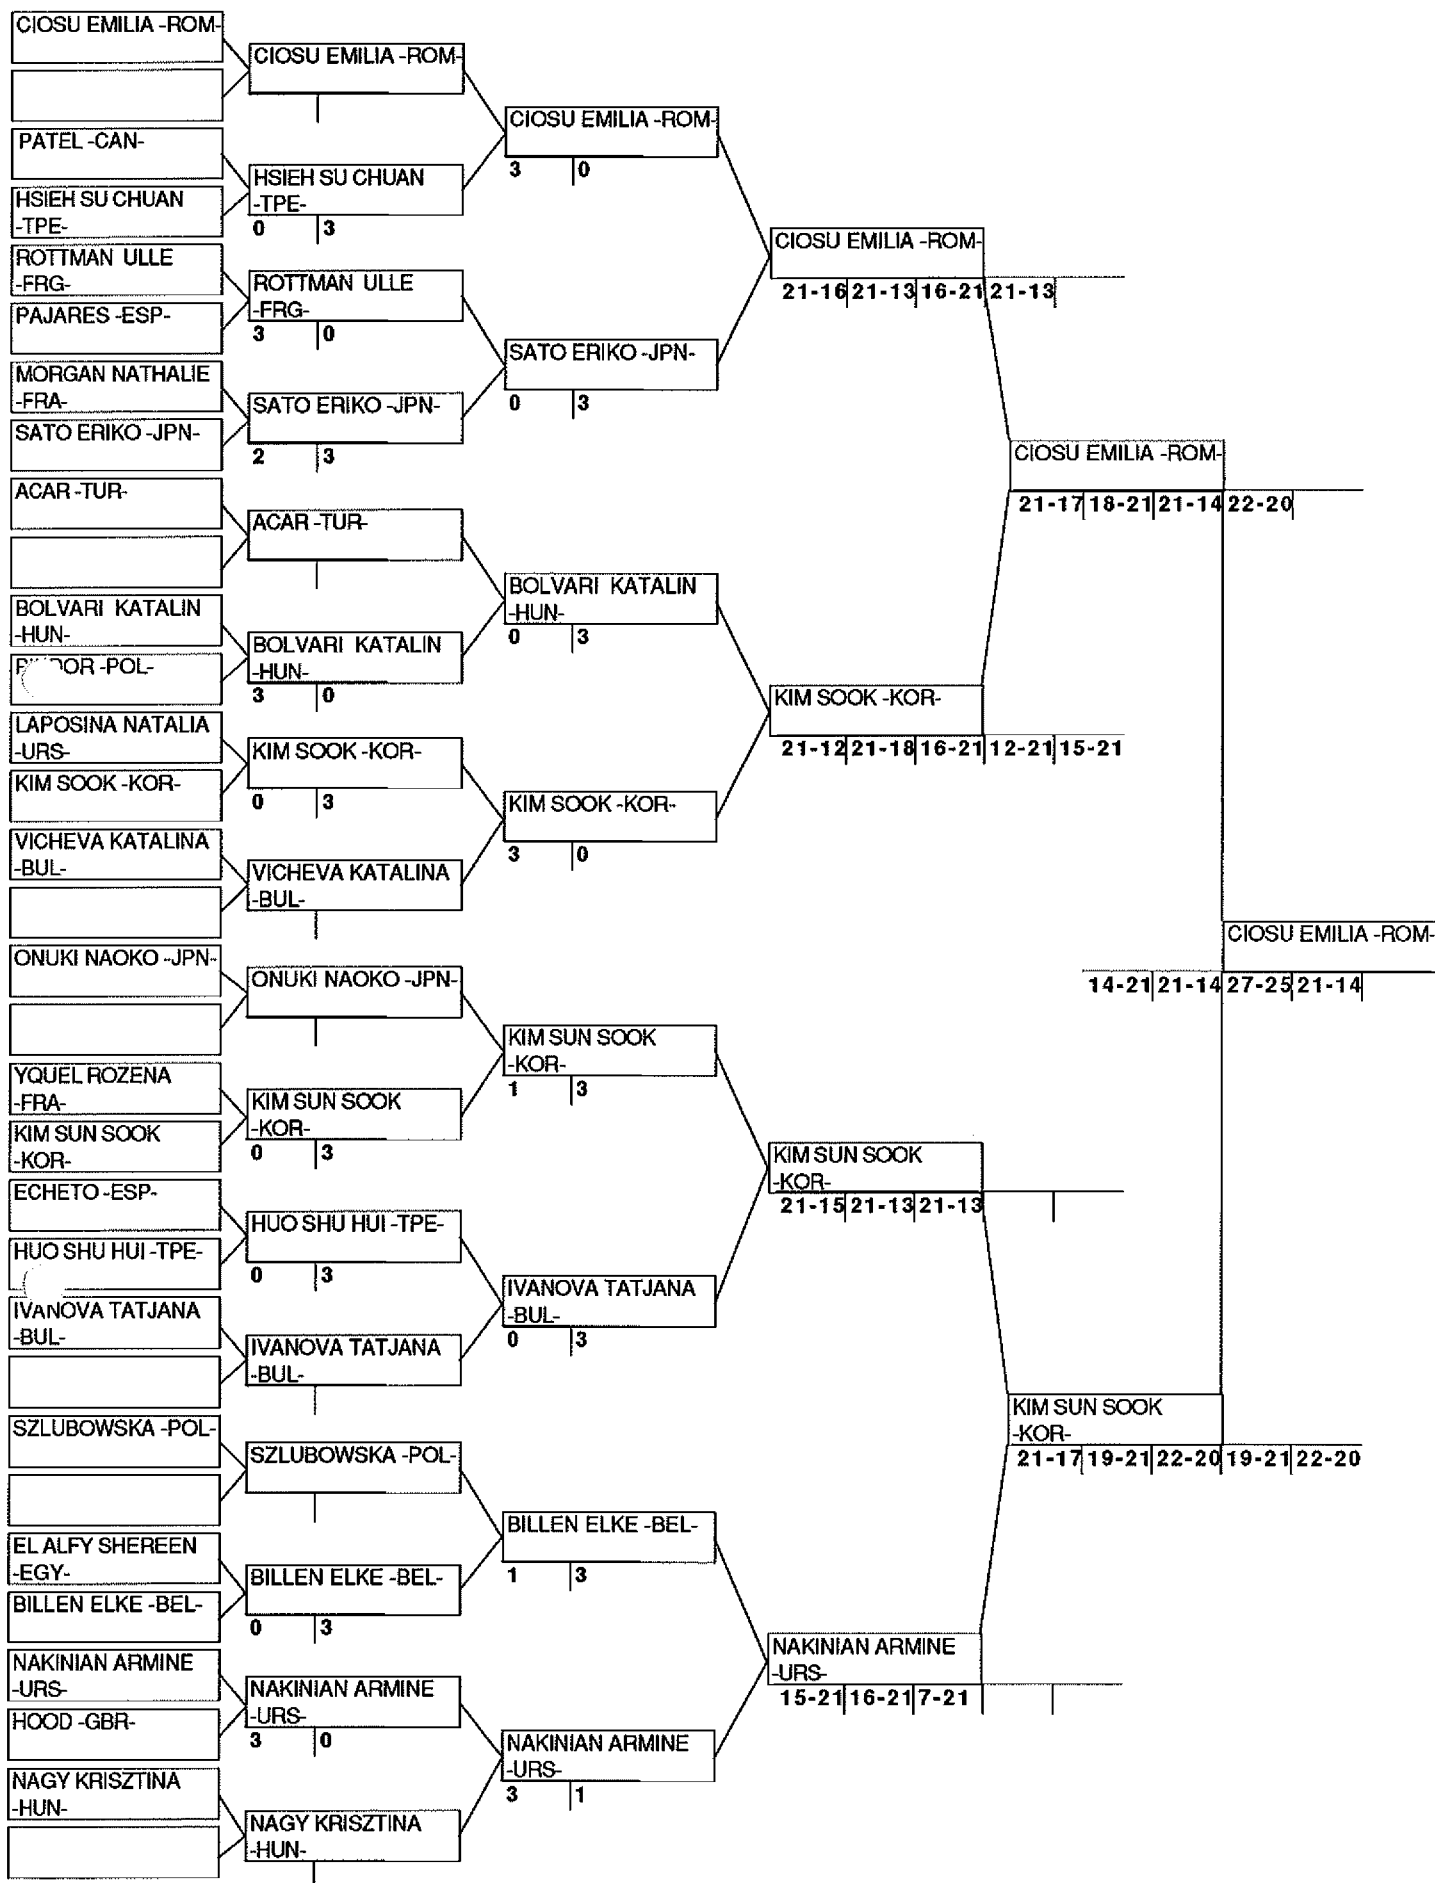 CIOSU EMILIA -ROM-
PATEL -CAN-
HSIEH SU CHUAN
-TPE-
ROTTMAN ULLE
-FRG-
PAJARES -ESP-
MORGAN NATHALIE
-FRA-
SATO ERIKO -JPN-
ACAR -TUR-
BOLVARI KATALIN
-HUN-
-POL-
LAPOSINA NATALIA
-URS-
KIM SOOK -KOR-
VICHEVA KATALINA
-BUL-
ONUKI NAOKO -JPN-
YQUEL ROZENA
-FRA-
KIM SUN SOOK
-KOR-
ECHETO -ESP-
HUO SHU HUI -TPE-
IVANOVA TATJANA
-BUL-
SZLUBOWSKA -POL-
EL ALFY SHEREEN
-EGY-
BILLEN ELKE -BEL-
NAKINIAN ARMINE
-URS-
HOOD -GBR-
NAGY KRISZTINA
-HUN-
CIOSU EMILIA -ROM-
HSIEH SU CHUAN
-TPE-
0 3
ROTTMAN ULLE
-FRG-
3 0
SATO ERIKO -JPN-
2 3
ACAR -TUR-
BOLVARI KATALIN
-HUN-
3 0
KIM SOOK -KOR-
0 3
VICHEVA KATALINA
-BUL-
ONUKI NAOKO -JPN-
KIM SUN SOOK
-KOR-
0 3
HUO SHU HUI -TPE-
0 3
IVANOVA TATJANA
-BUL-
SZLUBOWSKA -POL-
BILLEN ELKE -BEL-
0 3
NAKINIAN ARMINE
-URS-
3 0
NAGY KRISZTINA
-HUN-
CIOSU EMILIA -ROM-
3 0
SATO ERIKO -JPN-
0 3
BOLVARI KATALIN
-HUN-
0 3
KIM SOOK -KOR-
3 0
KIM SUN SOOK
-KOR-
1 3
IVANOVA TATJANA
-BUL-
0 3
BILLEN ELKE -BEL-
1 3
NAKINIAN ARMINE
-URS-
3 1
CIOSU EMILIA -ROM-
21-16 21-13 16-21 21-13
KIM SOOK -KOR-
21-12 21-18 16-21 12-21 15-21
KIM SUN SOOK
-KOR-
21-15 21-13 21-13
NAKINIAN ARMINE
-URS-
15-21 16-21 7-21
CIOSU EMILIA -ROM-
21-17 18-21 21-14 22-20
KIM SUN SOOK
-KOR-
21-17 19-21 22-20 19-21 22-20
CIOSU EMILIA -ROM-
14-21 21-14 27-25 21-14